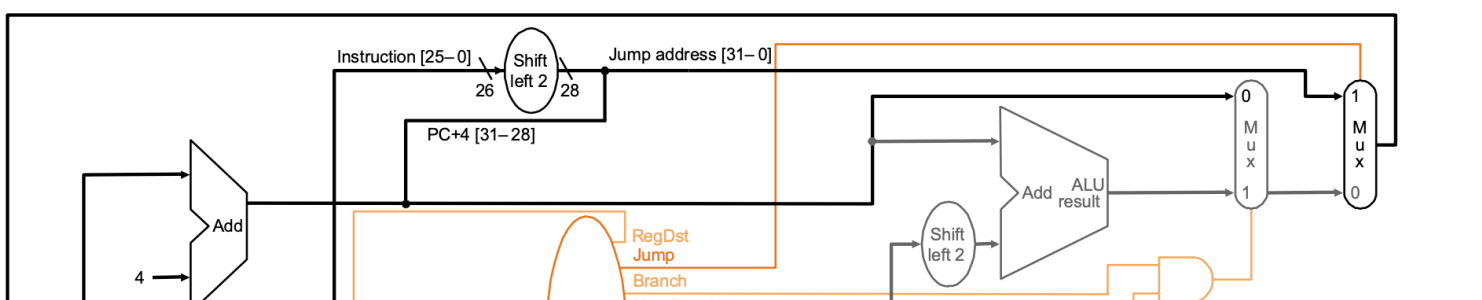 Instruction [25–0]
26
Shift
left 2
28
Jump address [31–0]
PC+4 [31–28]
Add
4
RegDst
Jump
Branch
Shift
left 2
Add
ALU
result
0
M
u
x
1
1
M
u
x
0